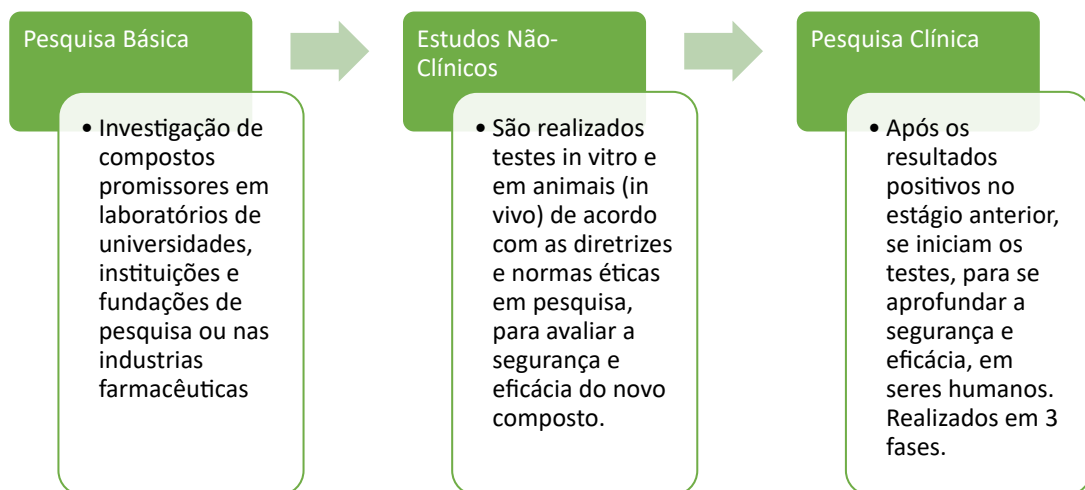 Pesquisa Básica
• Investigação de
compostos
promissores em
laboratórios de
universidades,
instituições e
fundações de
pesquisa ou nas
industrias
farmacêuticas
Estudos Não-
Clínicos
• São realizados
testes in vitro e
em animais (in
vivo) de acordo
com as diretrizes
e normas éticas
em pesquisa,
para avaliar a
segurança e
eficácia do novo
composto.
Pesquisa Clínica
• Após os
resultados
positivos no
estágio anterior,
se iniciam os
testes, para se
aprofundar a
segurança e
eficácia, em
seres humanos.
Realizados em 3
fases.